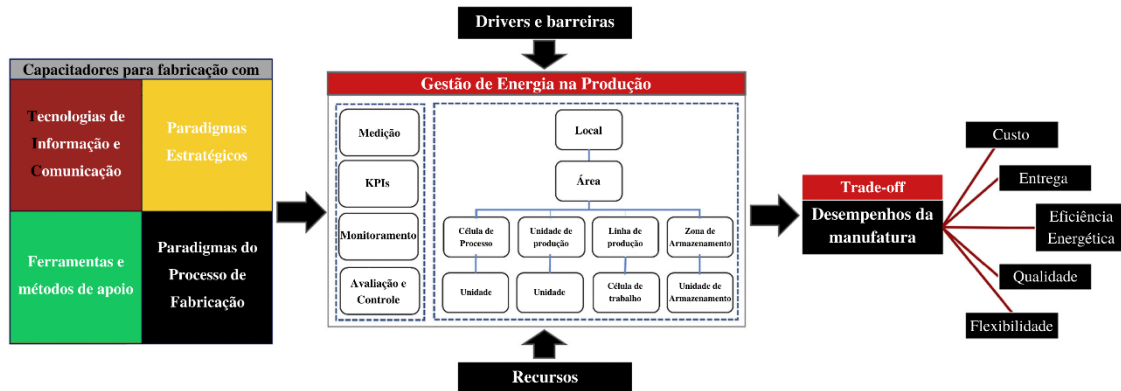 Drivers e barreiras
Capacitadores para fabricação com
Tecnologias de
Informação e
Comunicação
Paradigmas
Estratégicos
Ferramentas e
métodos de apoio
Paradigmas do
Processo de
Fabricação
Gestão de Energia na Produção
Medição
KPIs
Monitoramento
Avaliação e
Controle
Local
Área
Célula de
Processo
Unidade de
produção
Linha de
produção
Zona de
Armazenamento
Unidade
Unidade
Célula de
trabalho
Unidade de
Armazenamento
Recursos
Trade-off
Desempenhos da
manufatura
Custo
Entrega
Eficiência
Energética
Qualidade
Flexibilidade